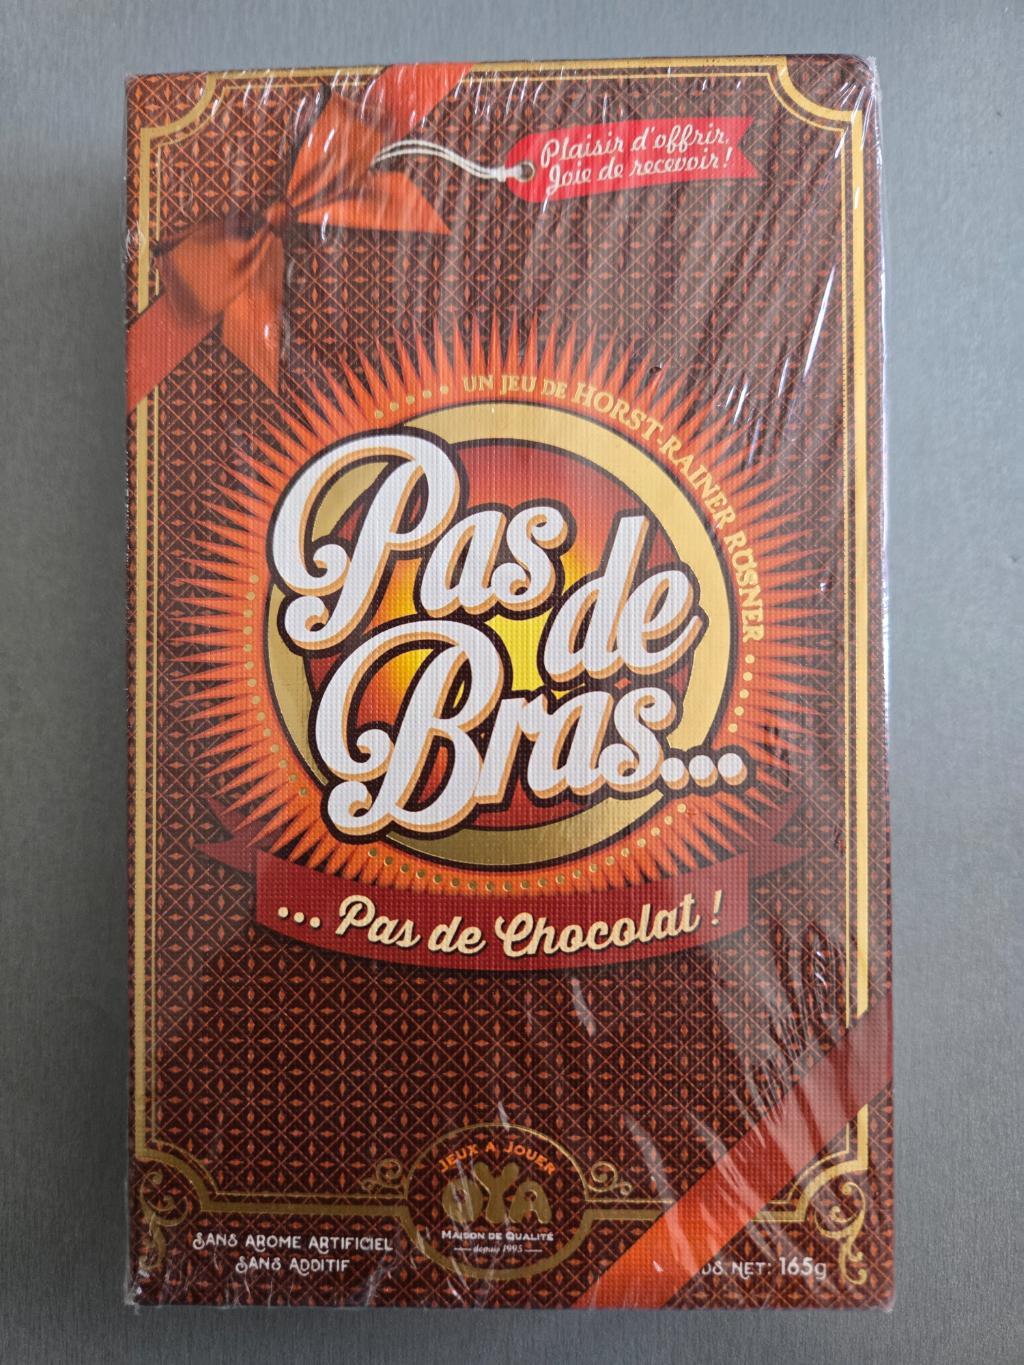 Plaisir d'offrir,
Joie de recevoir !
UN JEU DE HORST-RAINER RÖSNER
Pas de
Bras...
... Pas de Chocolat !
JEUX A JOUER
OYA
MAISON DE QUALITÉ
depuis 1995
SANS AROME ARTIFICIEL
SANS ADDITIF
NET: 165g